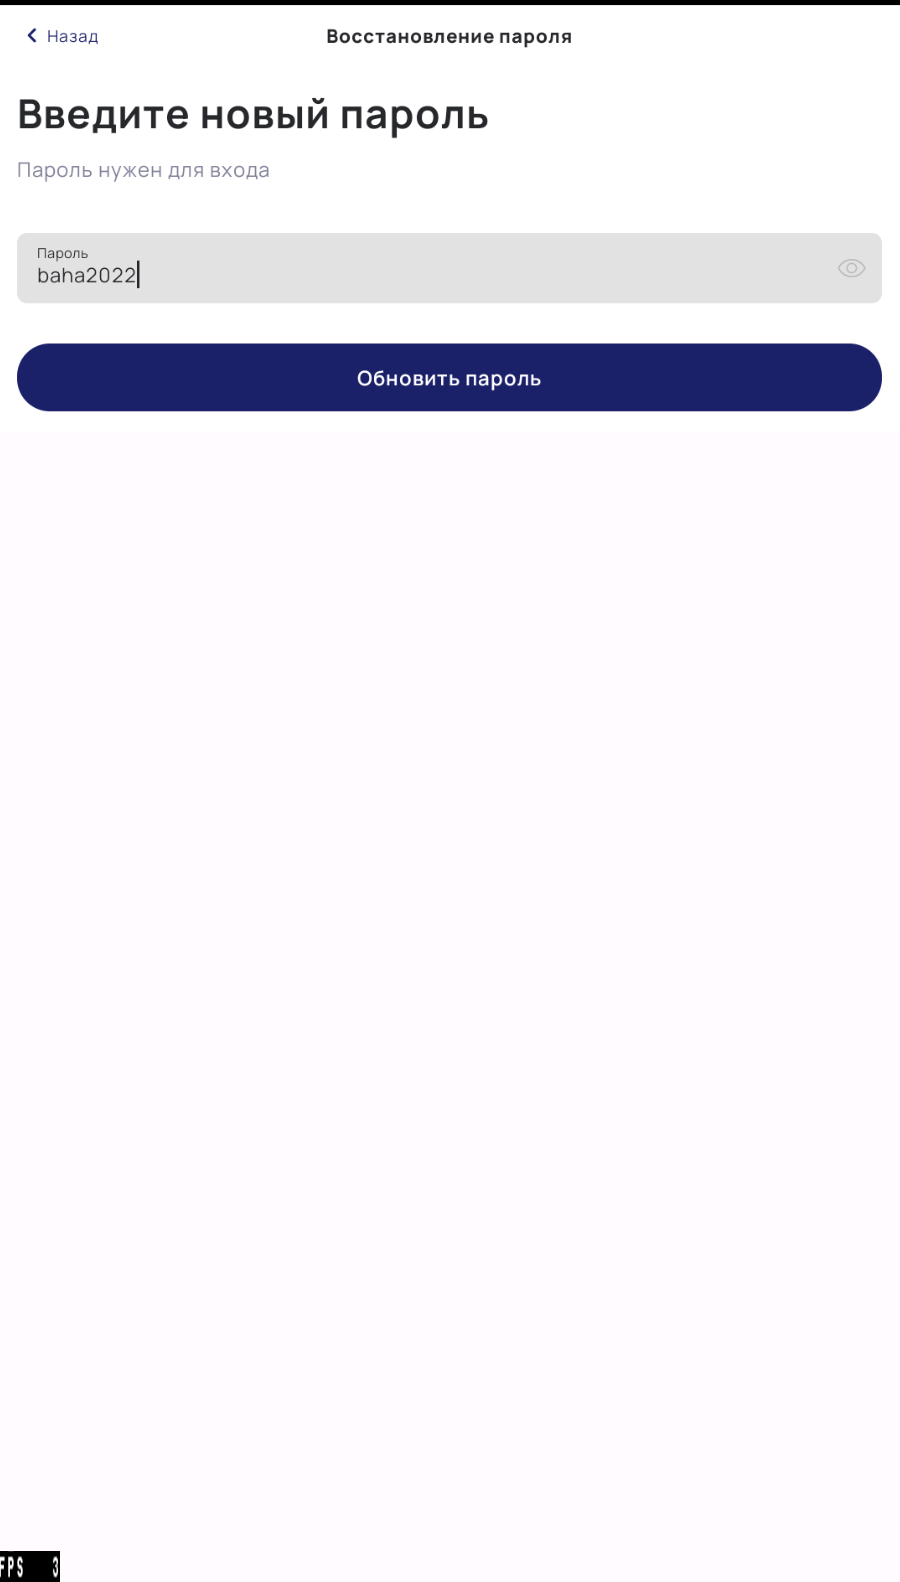 Назад
Восстановление пароля
Введите новый пароль
Пароль нужен для входа
Пароль
baha2022
Обновить пароль
FPS 3